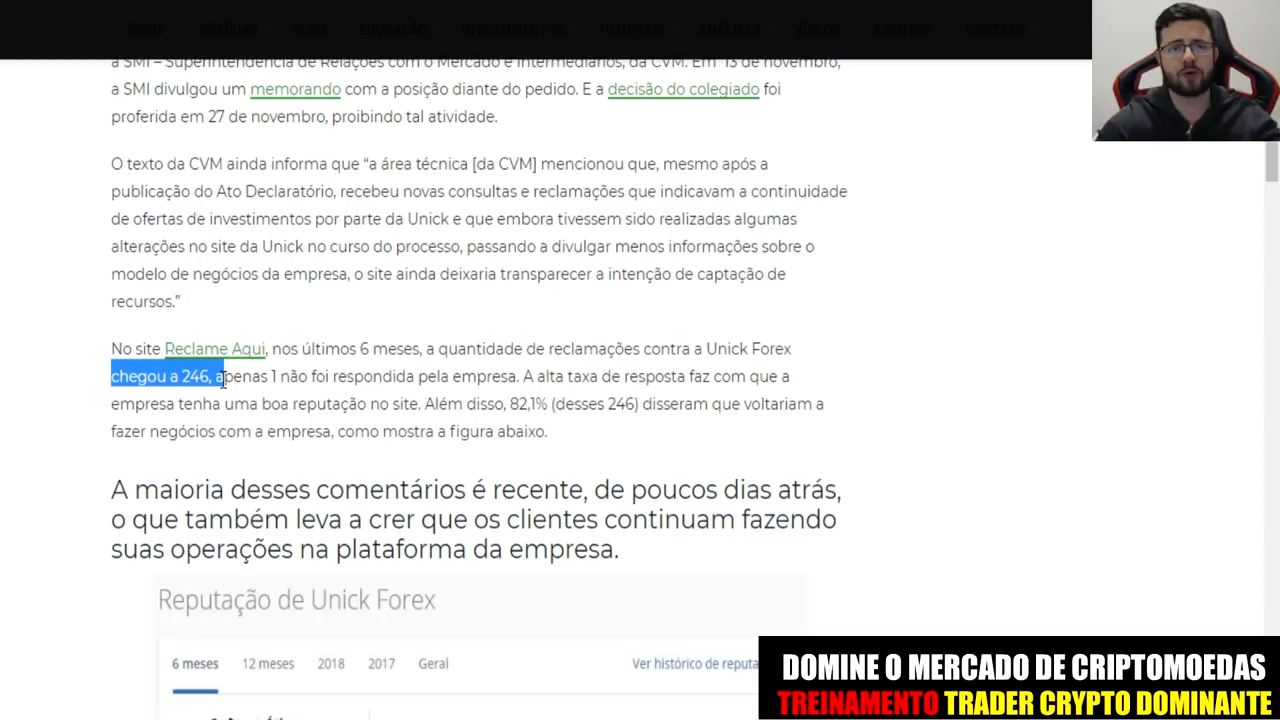 HOME NOTÍCIAS BLOG EDUCAÇÃO INVESTIMENTOS TUTORIAIS ANÁLISES VÍDEOS EVENTOS CONTATO
a SMI – Superintendência de Relações com o Mercado e Intermediários, da CVM. Em 13 de novembro,
a SMI divulgou um memorando com a posição diante do pedido. E a decisão do colegiado foi
proferida em 27 de novembro, proibindo tal atividade.
O texto da CVM ainda informa que “a área técnica [da CVM] mencionou que, mesmo após a
publicação do Ato Declaratório, recebeu novas consultas e reclamações que indicavam a continuidade
de ofertas de investimentos por parte da Unick e que embora tivessem sido realizadas algumas
alterações no site da Unick no curso do processo, passando a divulgar menos informações sobre o
modelo de negócios da empresa, o site ainda deixaria transparecer a intenção de captação de
recursos.”
No site Reclame Aqui, nos últimos 6 meses, a quantidade de reclamações contra a Unick Forex
chegou a 246, apenas 1 não foi respondida pela empresa. A alta taxa de resposta faz com que a
empresa tenha uma boa reputação no site. Além disso, 82,1% (desses 246) disseram que voltariam a
fazer negócios com a empresa, como mostra a figura abaixo.
A maioria desses comentários é recente, de poucos dias atrás,
o que também leva a crer que os clientes continuam fazendo
suas operações na plataforma da empresa.
Reputação de Unick Forex
6 meses 12 meses 2018 2017 Geral Ver histórico de reputa
DOMINE O MERCADO DE CRIPTOMOEDAS
TREINAMENTO TRADER CRYPTO DOMINANTE